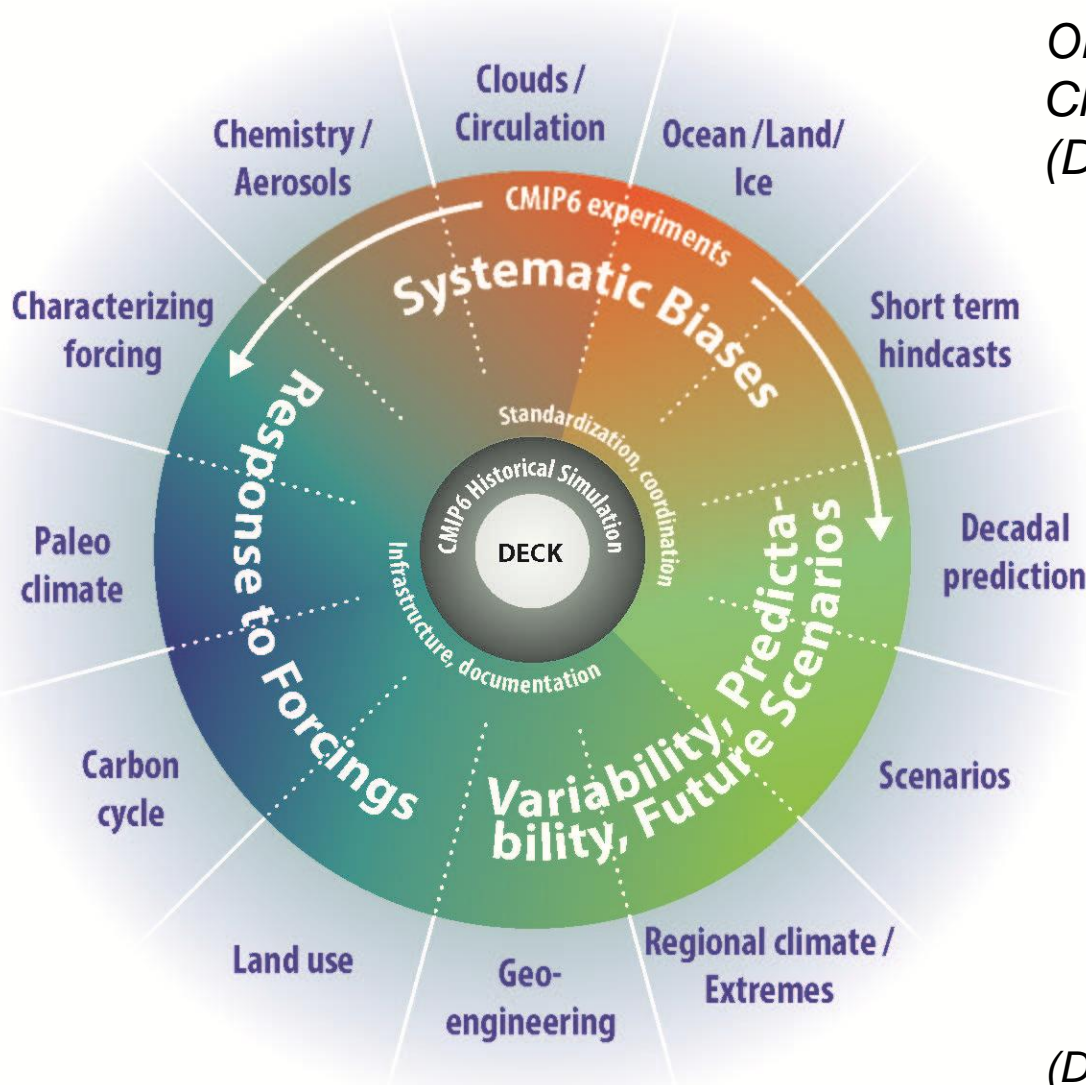 Clouds /
Circulation
Chemistry /
Aerosols
Ocean /Land/
Ice
Characterizing
forcing
Short term
hindcasts
Paleo
climate
Decadal
prediction
Carbon
cycle
Scenarios
Land use
Geo-
engineering
Regional climate /
Extremes
CMIP6 experiments
Systematic Biases
Response to Forcings
Variability, Predicta-
bility, Future Scenarios
Standardization, coordination
Infrastructure, documentation
CMIP6 Historical Simulation
DECK